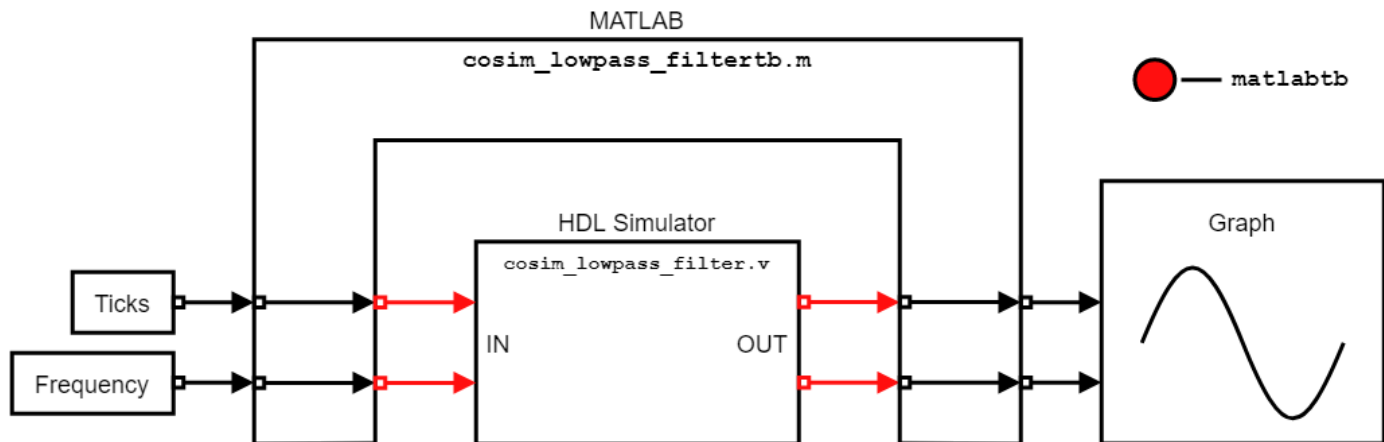 MATLAB
cosim_lowpass_filtertb.m
matlabtb
HDL Simulator
cosim_lowpass_filter.v
Graph
Ticks
IN
OUT
Frequency